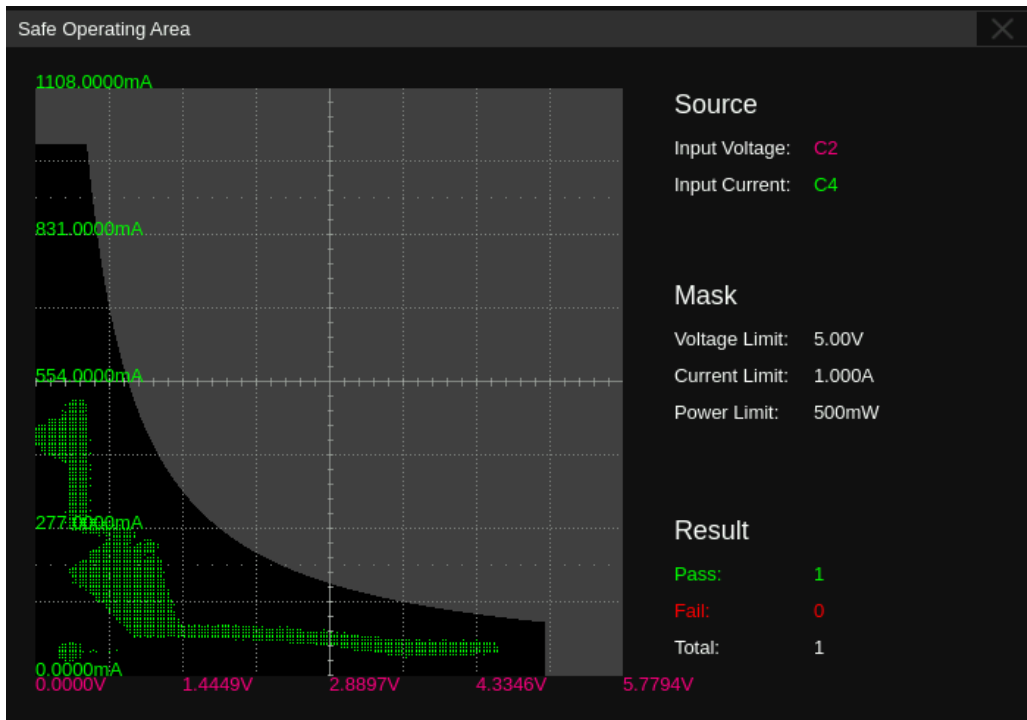 Safe Operating Area
1108.0000mA
831.0000mA
554.0000mA
277.0000mA
0.0000mA
0.0000V 1.4449V 2.8897V 4.3346V 5.7794V
Source
Input Voltage: C2
Input Current: C4
Mask
Voltage Limit: 5.00V
Current Limit: 1.000A
Power Limit: 500mW
Result
Pass: 1
Fail: 0
Total: 1